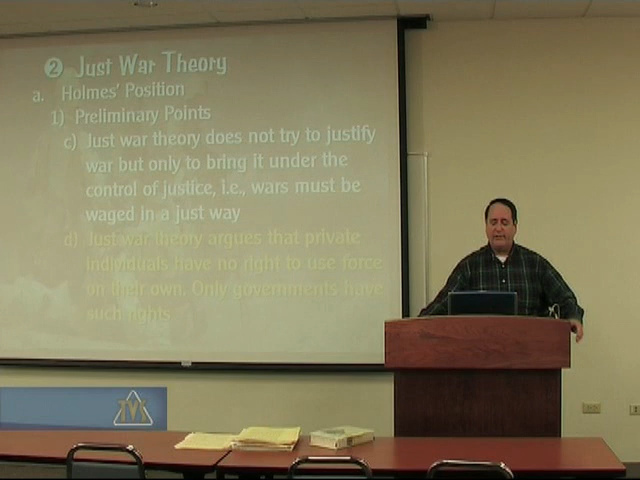 2 Just War Theory
a. Holmes' Position
1) Preliminary Points
c) Just war theory does not try to justify
war but only to bring it under the
control of justice, i.e., wars must be
waged in a just way
d) Just war theory argues that private
individuals have no right to use force
on their own. Only governments have
such rights